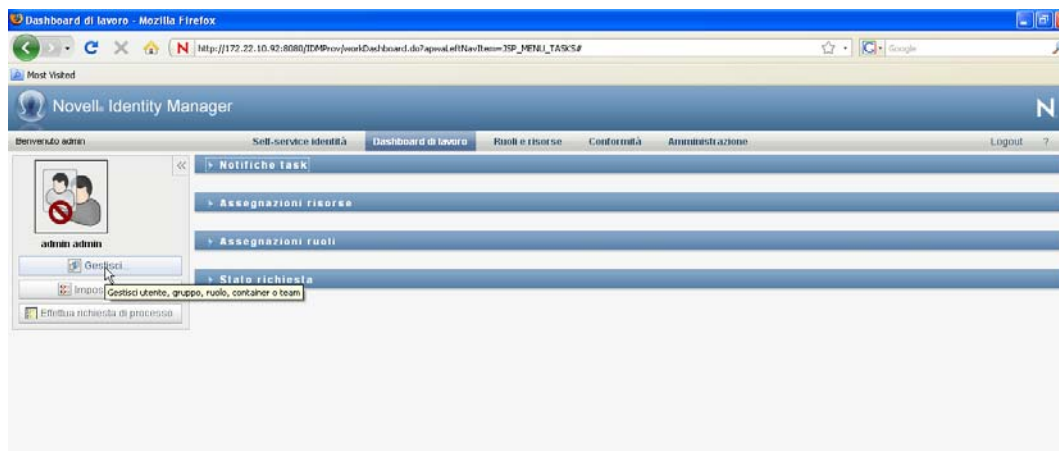 Dashboard di lavoro - Mozilla Firefox
http://172.22.10.92:8080/IDMProv/workDashboard.do?apwaLeftNavItem=JSP_MENU_TASKS#
Google
Most Visited
Novell® Identity Manager
N
Benvenuto admin
Self-service identità Dashboard di lavoro Ruoli e risorse Conformità Amministrazione Logout ?
Notifiche task
Assegnazioni risorse
Assegnazioni ruoli
admin admin
Gestisci...
Stato richiesta
Impos
Gestisci utente, gruppo, ruolo, container o team
Effettua richiesta di processo